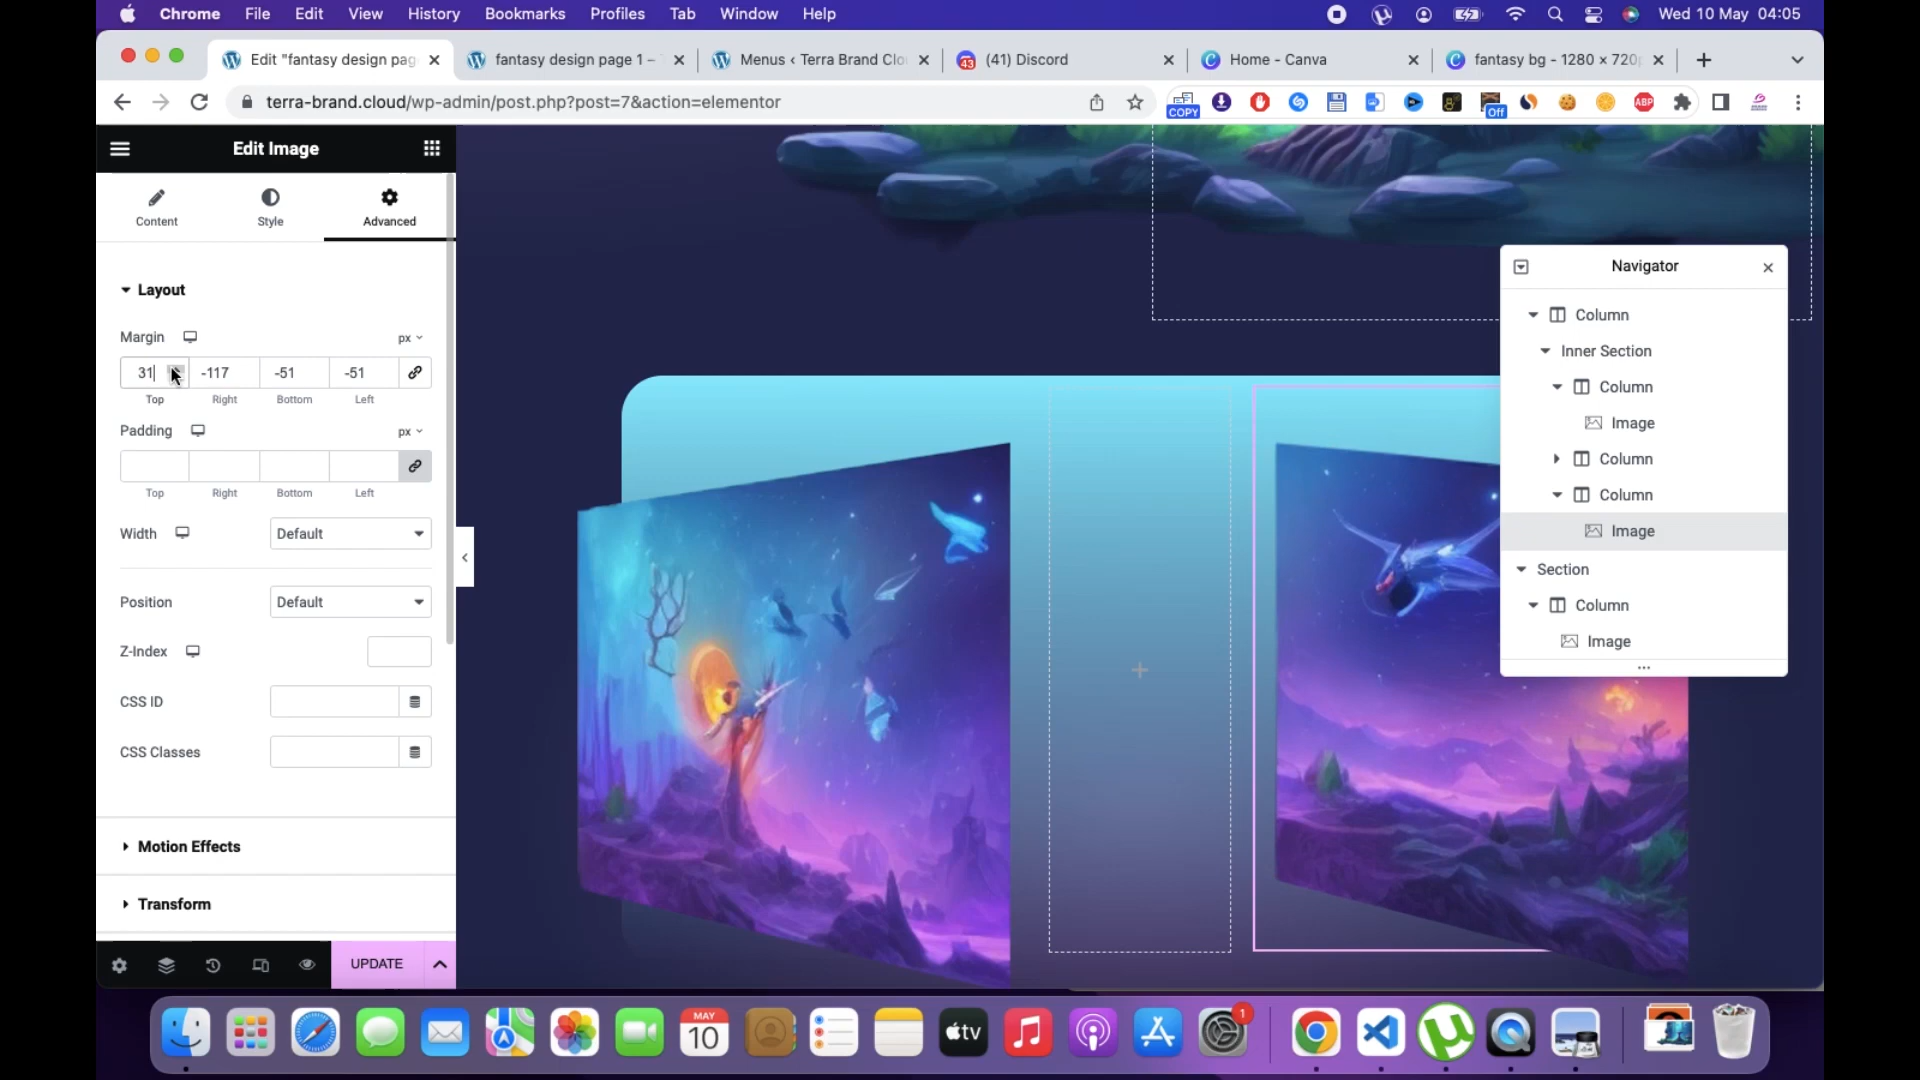 Chrome File Edit View History Bookmarks Profiles Tab Window Help Wed 10 May 04:05
Edit "fantasy design pag fantasy design page 1 – Menus ‹ Terra Brand Clo (41) Discord Home - Canva fantasy bg - 1280 × 720p
terra-brand.cloud/wp-admin/post.php?post=7&action=elementor COPY Off ABP
Edit Image
Content Style Advanced
Layout
Margin px
31 -117 -51 -51
Top Right Bottom Left
Padding px
Top Right Bottom Left
Width Default
Position Default
Z-Index
CSS ID
CSS Classes
Motion Effects
Transform
UPDATE
Navigator
Column
Inner Section
Column
Image
Column
Column
Image
Section
Column
Image
MAY
10
tv
1